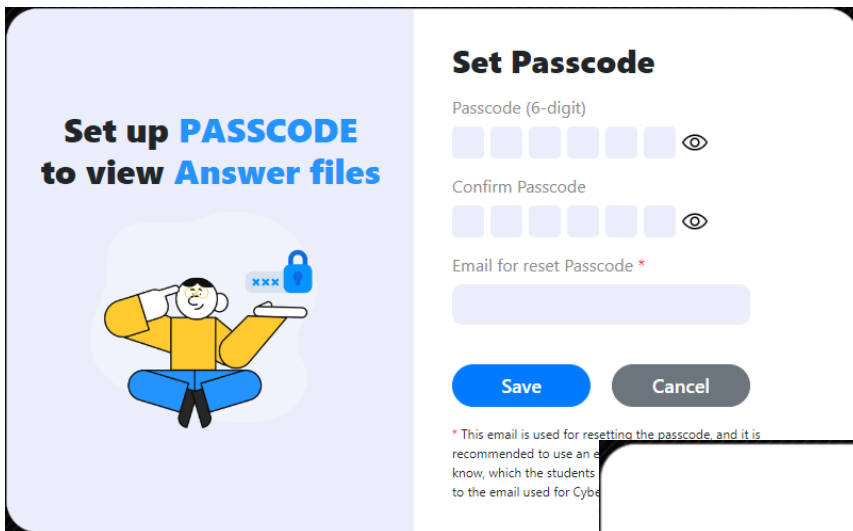 Set up PASSCODE
to view Answer files
xxx
Set Passcode
Passcode (6-digit)
Confirm Passcode
Email for reset Passcode *
Save
Cancel
* This email is used for resetting the passcode, and it is
recommended to use an
know, which the students
to the email used for